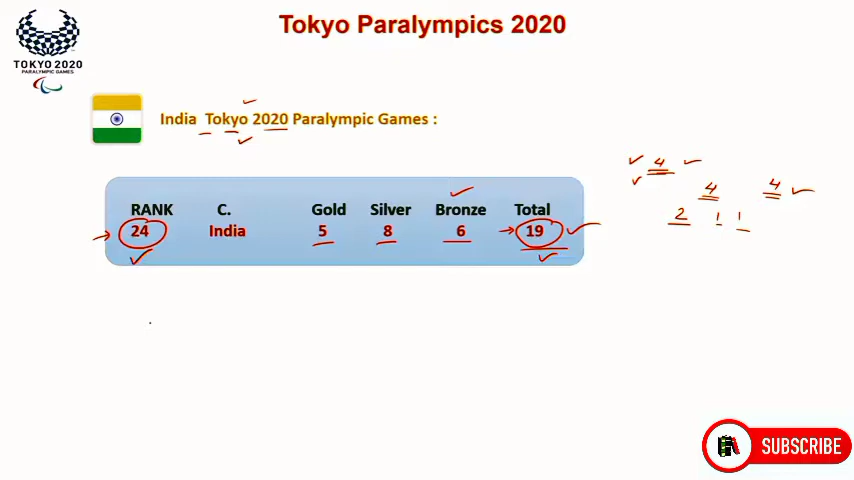 Tokyo Paralympics 2020
TOKYO 2020
PARALYMPIC GAMES
India Tokyo 2020 Paralympic Games :
4
4 4
2 1 1
RANK C. Gold Silver Bronze Total
24 India 5 8 6 19
SUBSCRIBE